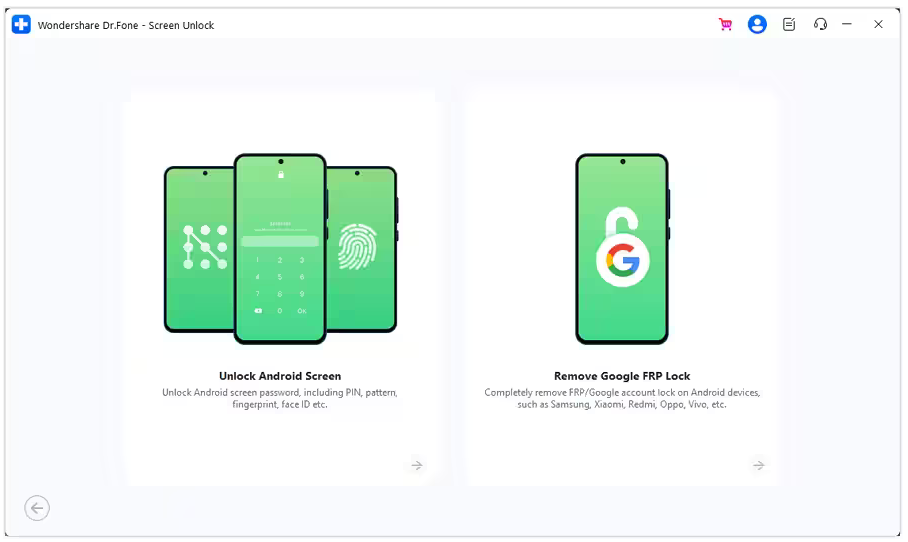 Wondershare Dr.Fone - Screen Unlock
1 2 3
4 5 6
7 8 9
0 OK
G
Unlock Android Screen
Unlock Android screen password, including PIN, pattern,
fingerprint, face ID etc.
Remove Google FRP Lock
Completely remove FRP/Google account lock on Android devices,
such as Samsung, Xiaomi, Redmi, Oppo, Vivo, etc.